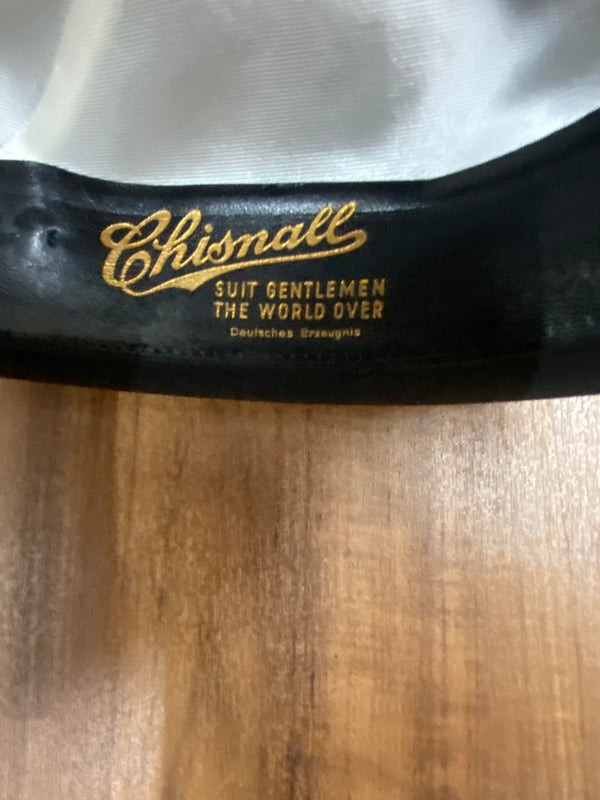 Chisnall
SUIT GENTLEMEN
THE WORLD OVER
Deutsches Erzeugnis